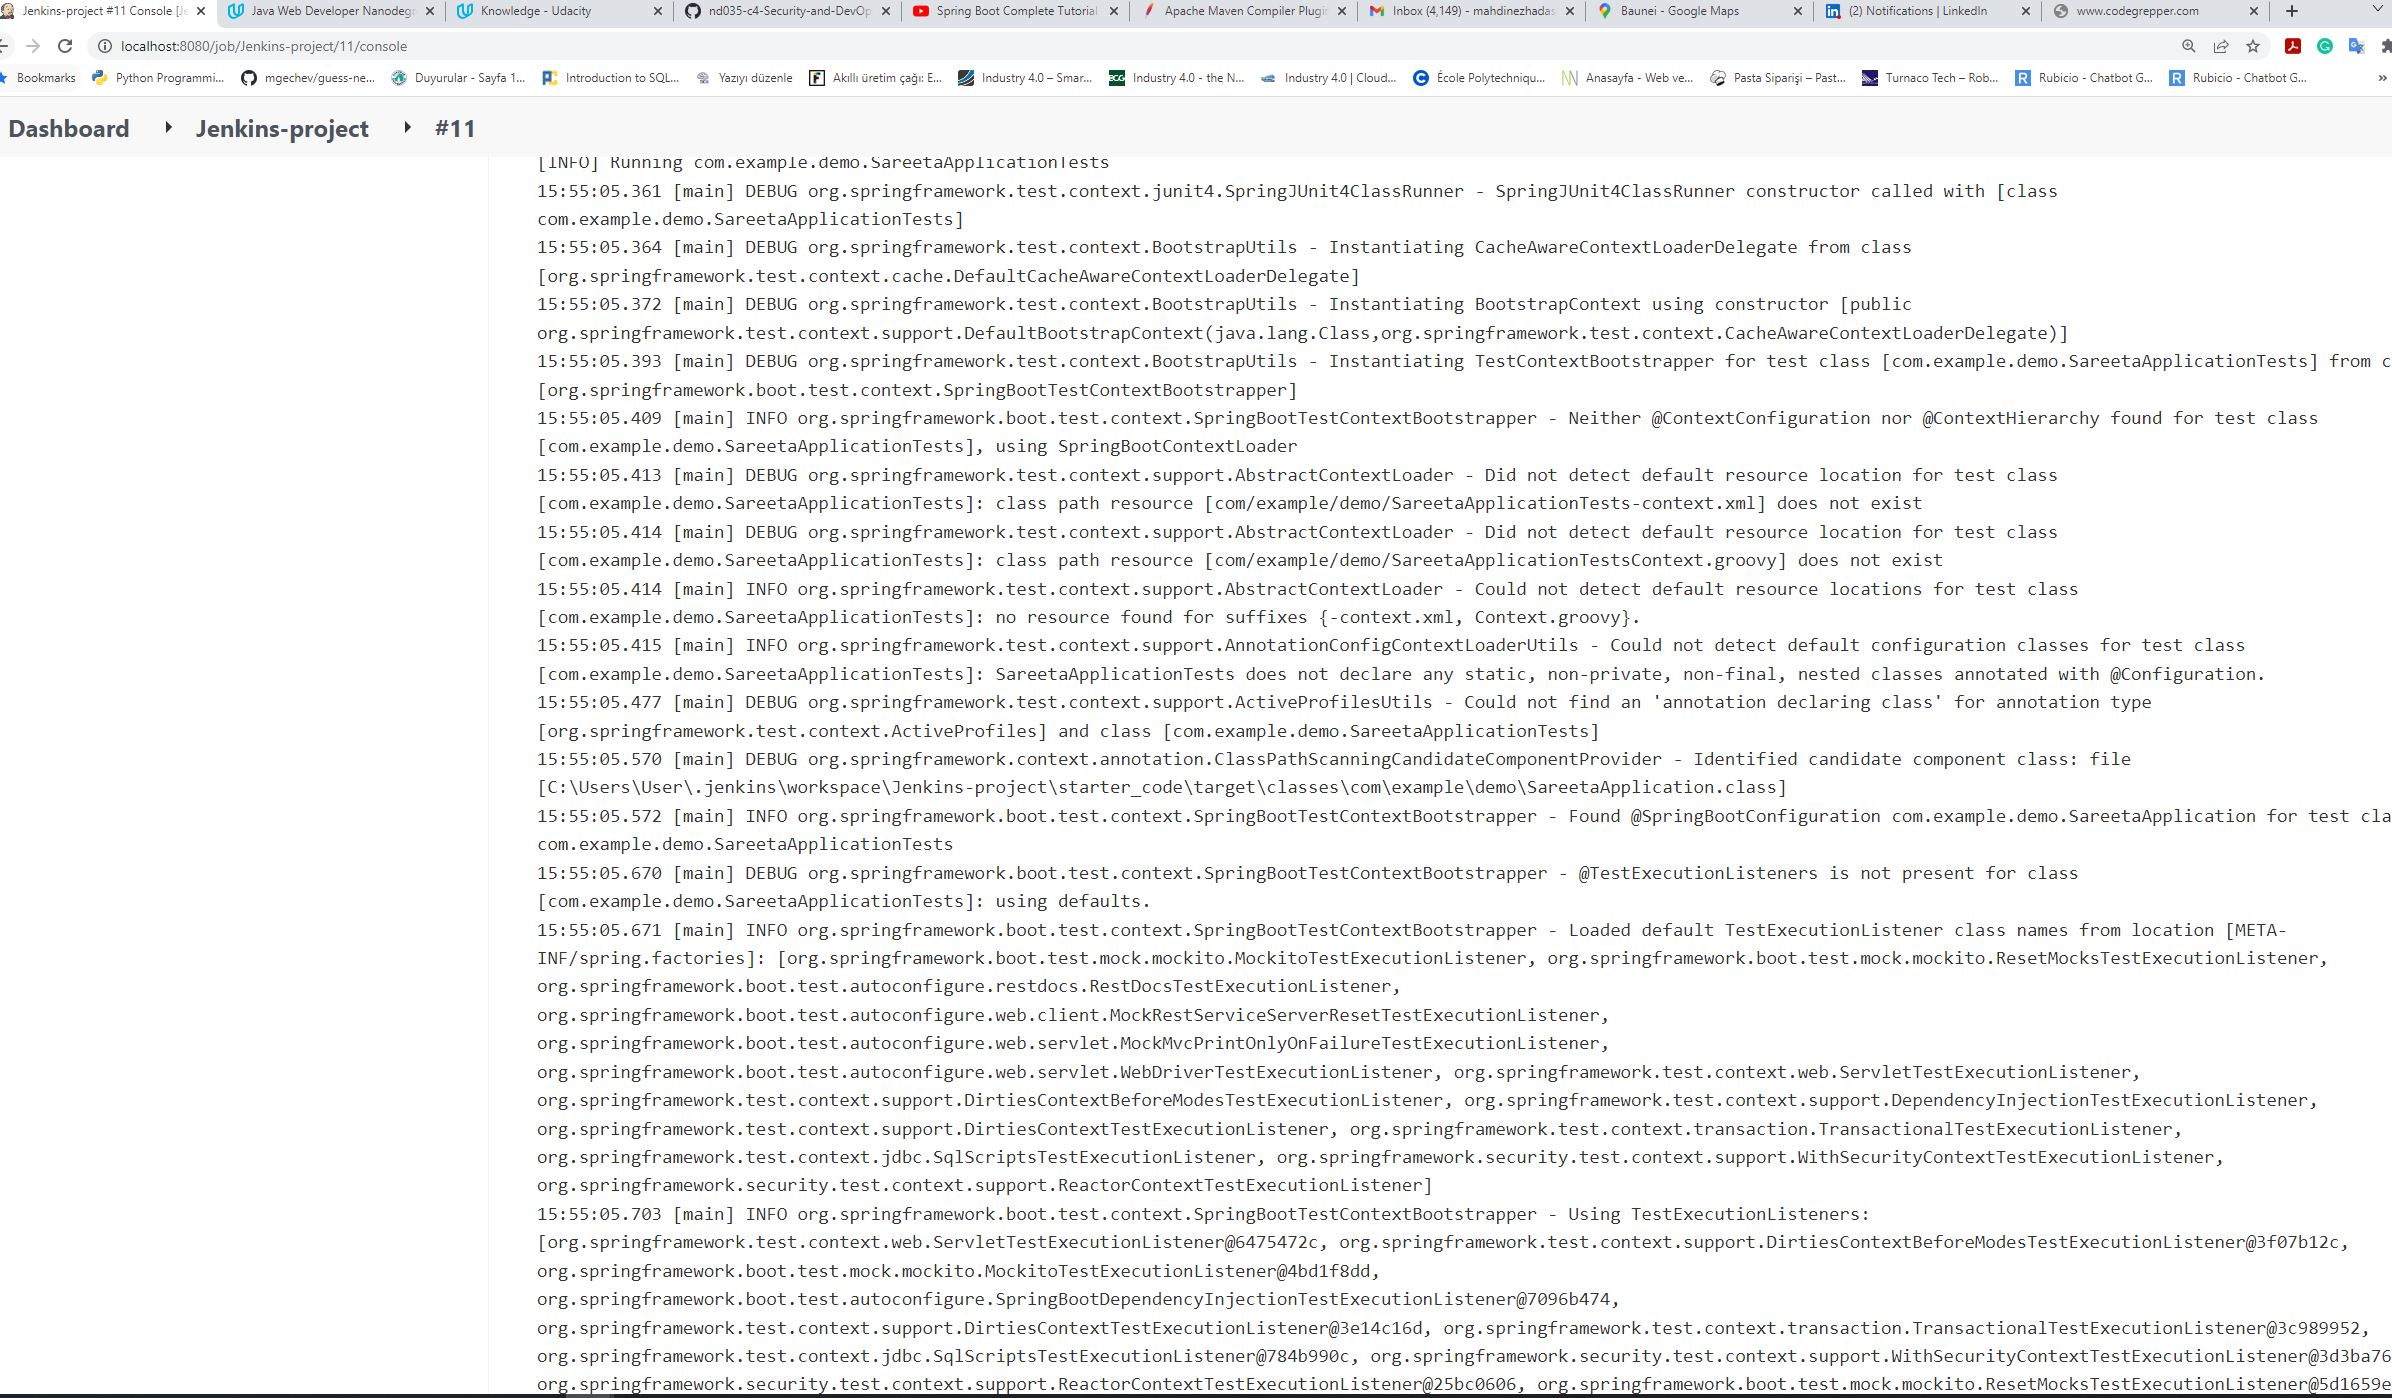 Jenkins-project #11 Console [Je
Java Web Developer Nanodegr
Knowledge - Udacity
nd035-c4-Security-and-DevOp
Spring Boot Complete Tutorial
Apache Maven Compiler Plugin
Inbox (4,149) - mahdinezhadas
Baunei - Google Maps
(2) Notifications | LinkedIn
www.codegrepper.com
localhost:8080/job/Jenkins-project/11/console
Bookmarks
Python Programmi...
mgechev/guess-ne...
Duyurular - Sayfa 1...
Introduction to SQL...
Yazıyı düzenle
Akıllı üretim çağı: E...
Industry 4.0 – Smar...
Industry 4.0 - the N...
Industry 4.0 | Cloud...
École Polytechniqu...
Anasayfa - Web ve...
Pasta Siparişi – Past...
Turnaco Tech – Rob...
Rubicio - Chatbot G...
Rubicio - Chatbot G...
Dashboard
Jenkins-project
#11
[INFO] Running com.example.demo.SareetaApplicationTests
15:55:05.361 [main] DEBUG org.springframework.test.context.junit4.SpringJUnit4ClassRunner - SpringJUnit4ClassRunner constructor called with [class
com.example.demo.SareetaApplicationTests]
15:55:05.364 [main] DEBUG org.springframework.test.context.BootstrapUtils - Instantiating CacheAwareContextLoaderDelegate from class
[org.springframework.test.context.cache.DefaultCacheAwareContextLoaderDelegate]
15:55:05.372 [main] DEBUG org.springframework.test.context.BootstrapUtils - Instantiating BootstrapContext using constructor [public
org.springframework.test.context.support.DefaultBootstrapContext(java.lang.Class,org.springframework.test.context.CacheAwareContextLoaderDelegate)]
15:55:05.393 [main] DEBUG org.springframework.test.context.BootstrapUtils - Instantiating TestContextBootstrapper for test class [com.example.demo.SareetaApplicationTests] from c
[org.springframework.boot.test.context.SpringBootTestContextBootstrapper]
15:55:05.409 [main] INFO org.springframework.boot.test.context.SpringBootTestContextBootstrapper - Neither @ContextConfiguration nor @ContextHierarchy found for test class
[com.example.demo.SareetaApplicationTests], using SpringBootContextLoader
15:55:05.413 [main] DEBUG org.springframework.test.context.support.AbstractContextLoader - Did not detect default resource location for test class
[com.example.demo.SareetaApplicationTests]: class path resource [com/example/demo/SareetaApplicationTests-context.xml] does not exist
15:55:05.414 [main] DEBUG org.springframework.test.context.support.AbstractContextLoader - Did not detect default resource location for test class
[com.example.demo.SareetaApplicationTests]: class path resource [com/example/demo/SareetaApplicationTestsContext.groovy] does not exist
15:55:05.414 [main] INFO org.springframework.test.context.support.AbstractContextLoader - Could not detect default resource locations for test class
[com.example.demo.SareetaApplicationTests]: no resource found for suffixes {-context.xml, Context.groovy}.
15:55:05.415 [main] INFO org.springframework.test.context.support.AnnotationConfigContextLoaderUtils - Could not detect default configuration classes for test class
[com.example.demo.SareetaApplicationTests]: SareetaApplicationTests does not declare any static, non-private, non-final, nested classes annotated with @Configuration.
15:55:05.477 [main] DEBUG org.springframework.test.context.support.ActiveProfilesUtils - Could not find an 'annotation declaring class' for annotation type
[org.springframework.test.context.ActiveProfiles] and class [com.example.demo.SareetaApplicationTests]
15:55:05.570 [main] DEBUG org.springframework.context.annotation.ClassPathScanningCandidateComponentProvider - Identified candidate component class: file
[C:\Users\User\.jenkins\workspace\Jenkins-project\starter_code\target\classes\com\example\demo\SareetaApplication.class]
15:55:05.572 [main] INFO org.springframework.boot.test.context.SpringBootTestContextBootstrapper - Found @SpringBootConfiguration com.example.demo.SareetaApplication for test cla
com.example.demo.SareetaApplicationTests
15:55:05.670 [main] DEBUG org.springframework.boot.test.context.SpringBootTestContextBootstrapper - @TestExecutionListeners is not present for class
[com.example.demo.SareetaApplicationTests]: using defaults.
15:55:05.671 [main] INFO org.springframework.boot.test.context.SpringBootTestContextBootstrapper - Loaded default TestExecutionListener class names from location [META-
INF/spring.factories]: [org.springframework.boot.test.mock.mockito.MockitoTestExecutionListener, org.springframework.boot.test.mock.mockito.ResetMocksTestExecutionListener,
org.springframework.boot.test.autoconfigure.restdocs.RestDocsTestExecutionListener,
org.springframework.boot.test.autoconfigure.web.client.MockRestServiceServerResetTestExecutionListener,
org.springframework.boot.test.autoconfigure.web.servlet.MockMvcPrintOnlyOnFailureTestExecutionListener,
org.springframework.boot.test.autoconfigure.web.servlet.WebDriverTestExecutionListener, org.springframework.test.context.web.ServletTestExecutionListener,
org.springframework.test.context.support.DirtiesContextBeforeModesTestExecutionListener, org.springframework.test.context.support.DependencyInjectionTestExecutionListener,
org.springframework.test.context.support.DirtiesContextTestExecutionListener, org.springframework.test.context.transaction.TransactionalTestExecutionListener,
org.springframework.test.context.jdbc.SqlScriptsTestExecutionListener, org.springframework.security.test.context.support.WithSecurityContextTestExecutionListener,
org.springframework.security.test.context.support.ReactorContextTestExecutionListener]
15:55:05.703 [main] INFO org.springframework.boot.test.context.SpringBootTestContextBootstrapper - Using TestExecutionListeners:
[org.springframework.test.context.web.ServletTestExecutionListener@6475472c, org.springframework.test.context.support.DirtiesContextBeforeModesTestExecutionListener@3f07b12c,
org.springframework.boot.test.mock.mockito.MockitoTestExecutionListener@4bd1f8dd,
org.springframework.boot.test.autoconfigure.SpringBootDependencyInjectionTestExecutionListener@7096b474,
org.springframework.test.context.support.DirtiesContextTestExecutionListener@3e14c16d, org.springframework.test.context.transaction.TransactionalTestExecutionListener@3c989952,
org.springframework.test.context.jdbc.SqlScriptsTestExecutionListener@784b990c, org.springframework.security.test.context.support.WithSecurityContextTestExecutionListener@3d3ba76
org.springframework.security.test.context.support.ReactorContextTestExecutionListener@25bc0606, org.springframework.boot.test.mock.mockito.ResetMocksTestExecutionListener@5d1659e